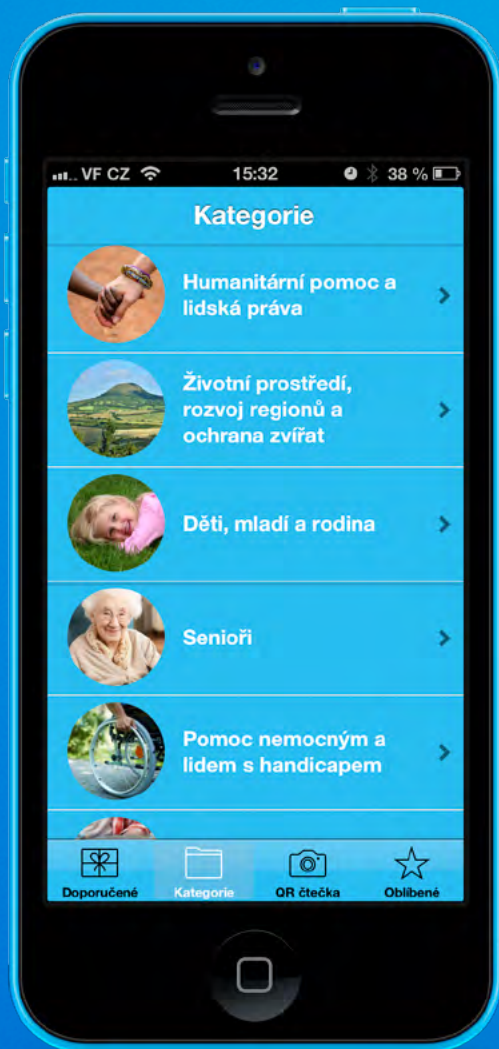 VF CZ 15:32 38 %
Kategorie
Humanitární pomoc a
lidská práva
Životní prostředí,
rozvoj regionů a
ochrana zvířat
Děti, mladí a rodina
Senioři
Pomoc nemocným a
lidem s handicapem
Doporučené Kategorie QR čtečka Oblíbené